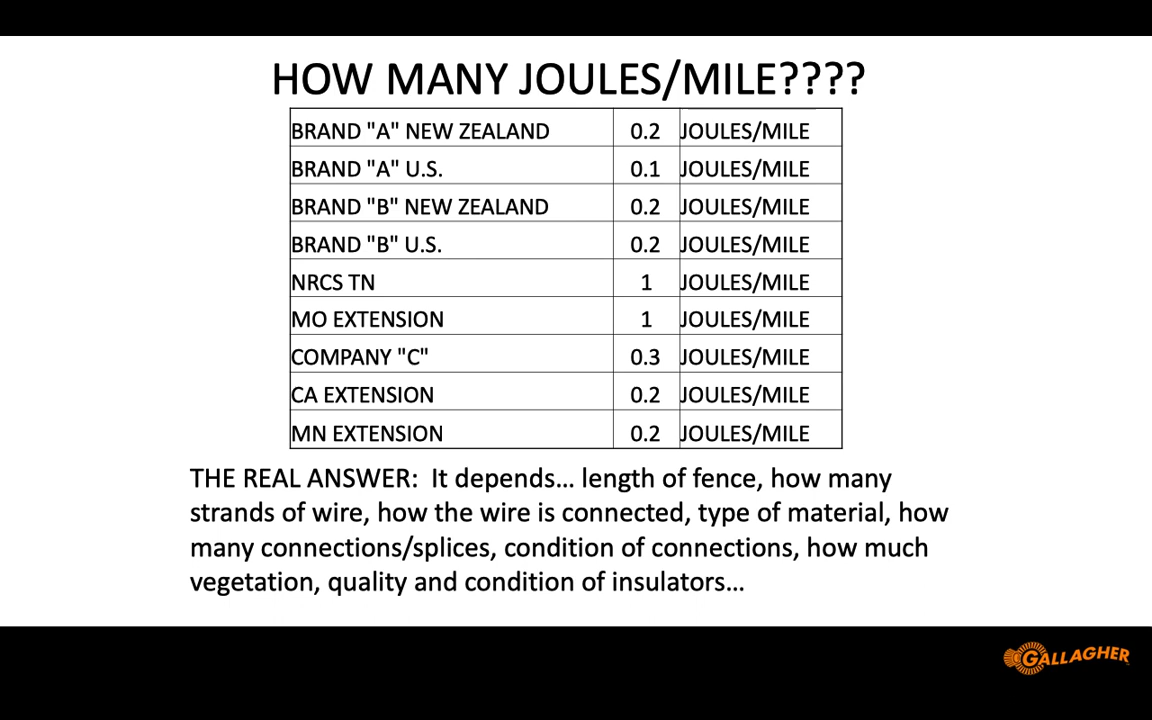 HOW MANY JOULES/MILE????
BRAND "A" NEW ZEALAND 0.2 JOULES/MILE
BRAND "A" U.S. 0.1 JOULES/MILE
BRAND "B" NEW ZEALAND 0.2 JOULES/MILE
BRAND "B" U.S. 0.2 JOULES/MILE
NRCS TN 1 JOULES/MILE
MO EXTENSION 1 JOULES/MILE
COMPANY "C" 0.3 JOULES/MILE
CA EXTENSION 0.2 JOULES/MILE
MN EXTENSION 0.2 JOULES/MILE
THE REAL ANSWER: It depends... length of fence, how many
strands of wire, how the wire is connected, type of material, how
many connections/splices, condition of connections, how much
vegetation, quality and condition of insulators...
GALLAGHER